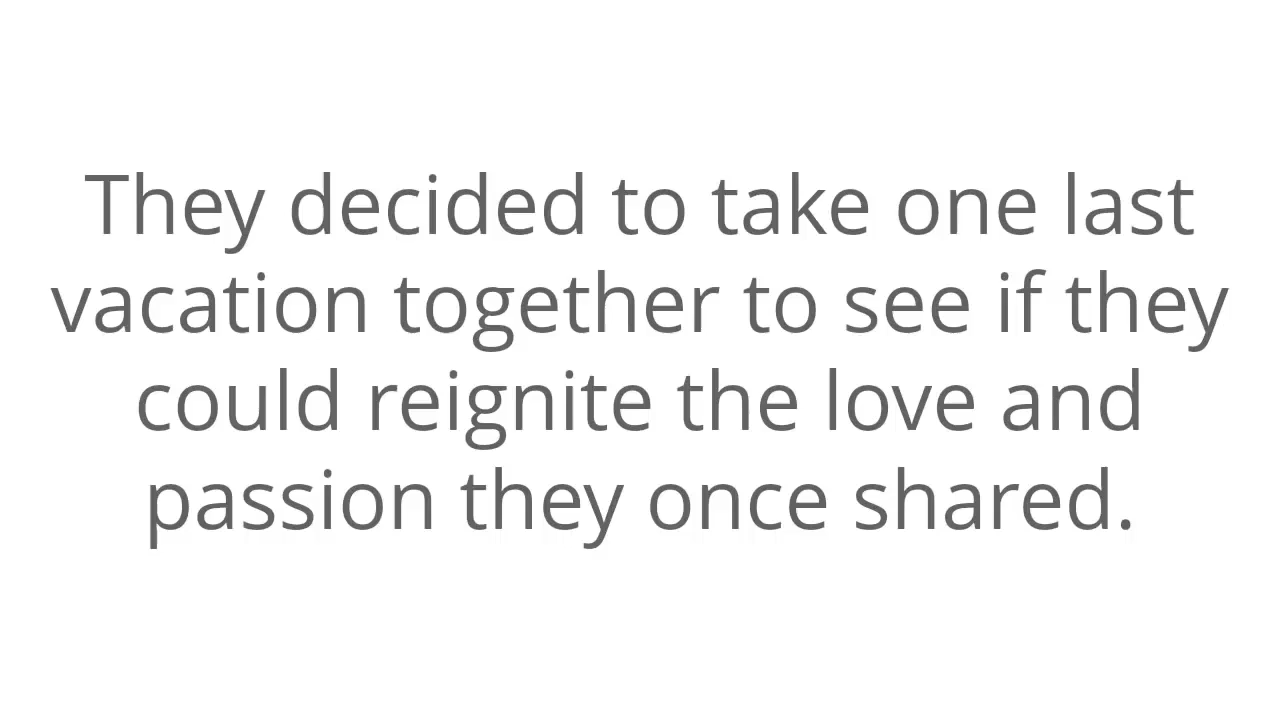 They decided to take one last
vacation together to see if they
could reignite the love and
passion they once shared.